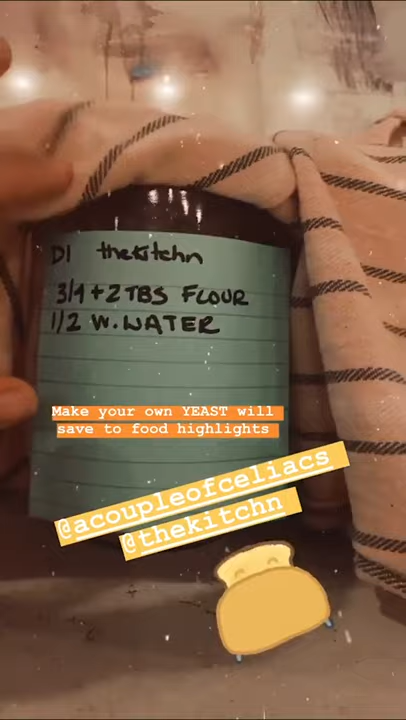 D1 thekitchn
3/4 + 2 TBS FLOUR
1/2 W. WATER
Make your own YEAST will
save to food highlights
@acoupleofceliacs
@thekitchn